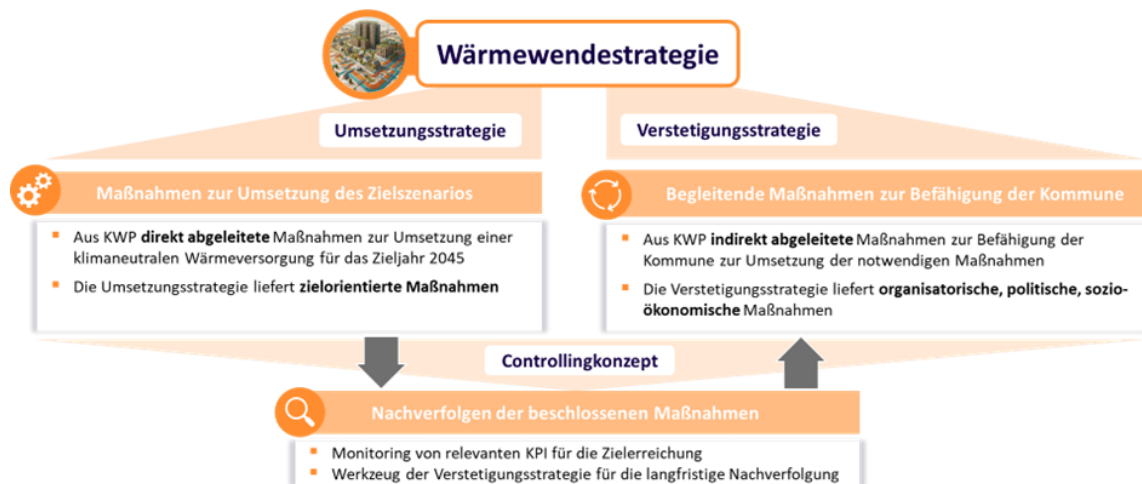 Wärmewendestrategie
Umsetzungsstrategie
Verstetigungsstrategie
Maßnahmen zur Umsetzung des Zielszenarios
Aus KWP direkt abgeleitete Maßnahmen zur Umsetzung einer
klimaneutralen Wärmeversorgung für das Zieljahr 2045
Die Umsetzungsstrategie liefert zielorientierte Maßnahmen
Begleitende Maßnahmen zur Befähigung der Kommune
Aus KWP indirekt abgeleitete Maßnahmen zur Befähigung der
Kommune zur Umsetzung der notwendigen Maßnahmen
Die Verstetigungsstrategie liefert organisatorische, politische, sozio-
ökonomische Maßnahmen
Controllingkonzept
Nachverfolgen der beschlossenen Maßnahmen
Monitoring von relevanten KPI für die Zielerreichung
Werkzeug der Verstetigungsstrategie für die langfristige Nachverfolgung